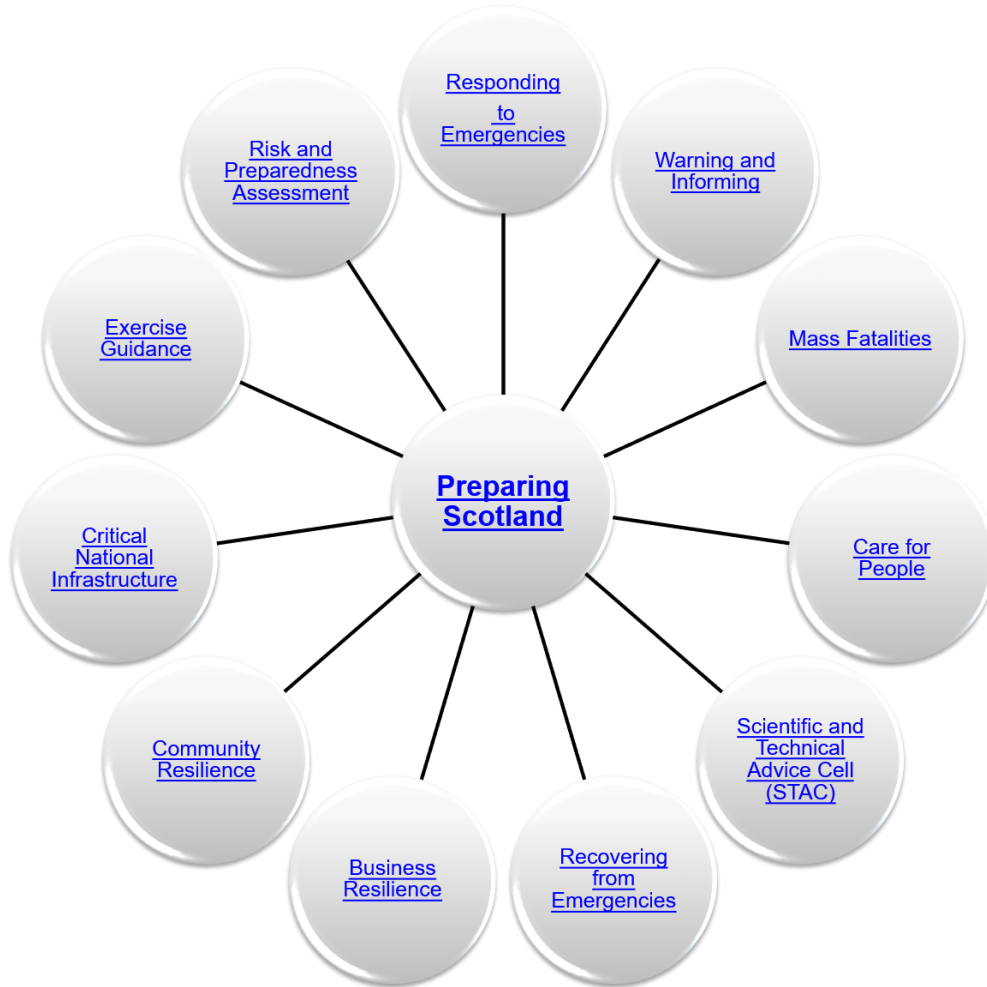 Responding
to
Emergencies
Warning and
Informing
Mass Fatalities
Care for
People
Scientific and
Technical
Advice Cell
(STAC)
Recovering
from
Emergencies
Business
Resilience
Community
Resilience
Critical
National
Infrastructure
Exercise
Guidance
Risk and
Preparedness
Assessment
Preparing
Scotland